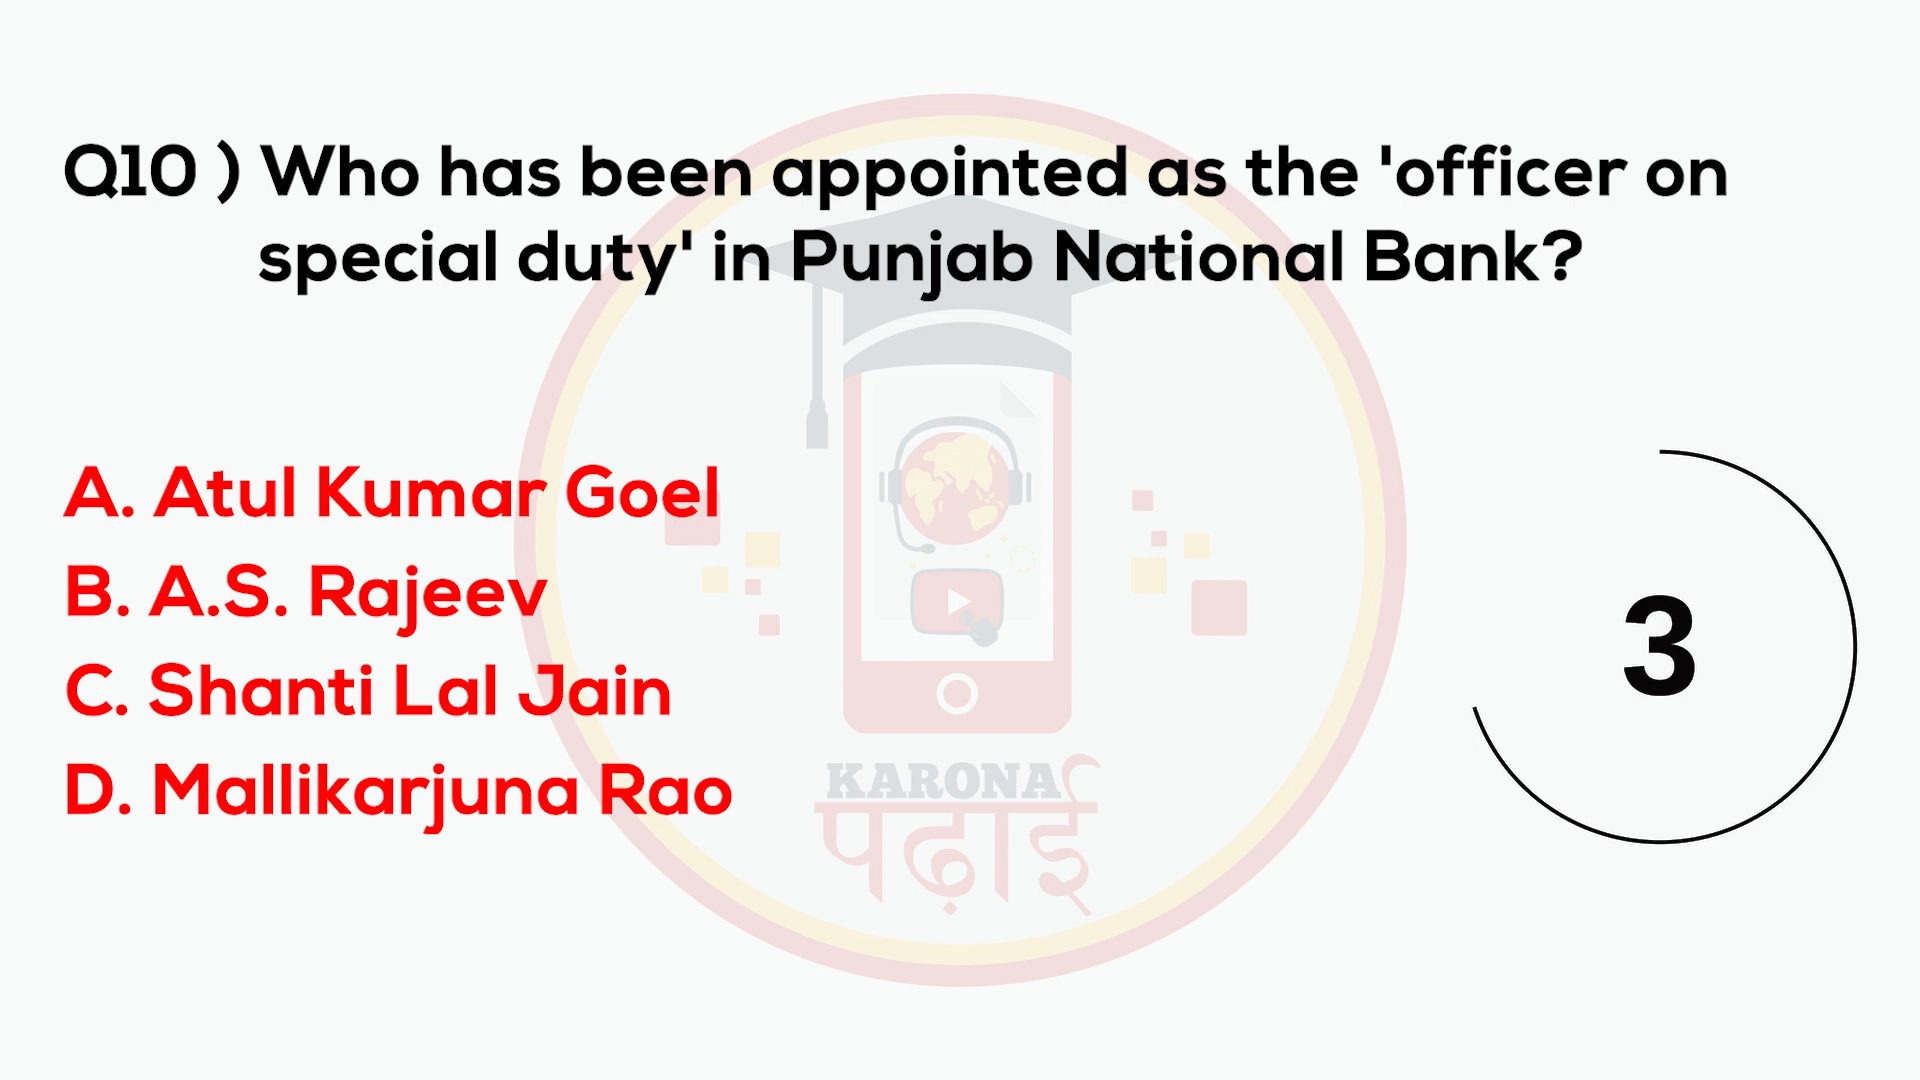 Q10 ) Who has been appointed as the 'officer on
special duty' in Punjab National Bank?
A. Atul Kumar Goel
B. A.S. Rajeev
C. Shanti Lal Jain
D. Mallikarjuna Rao
3
KARONA
पढ़ाई